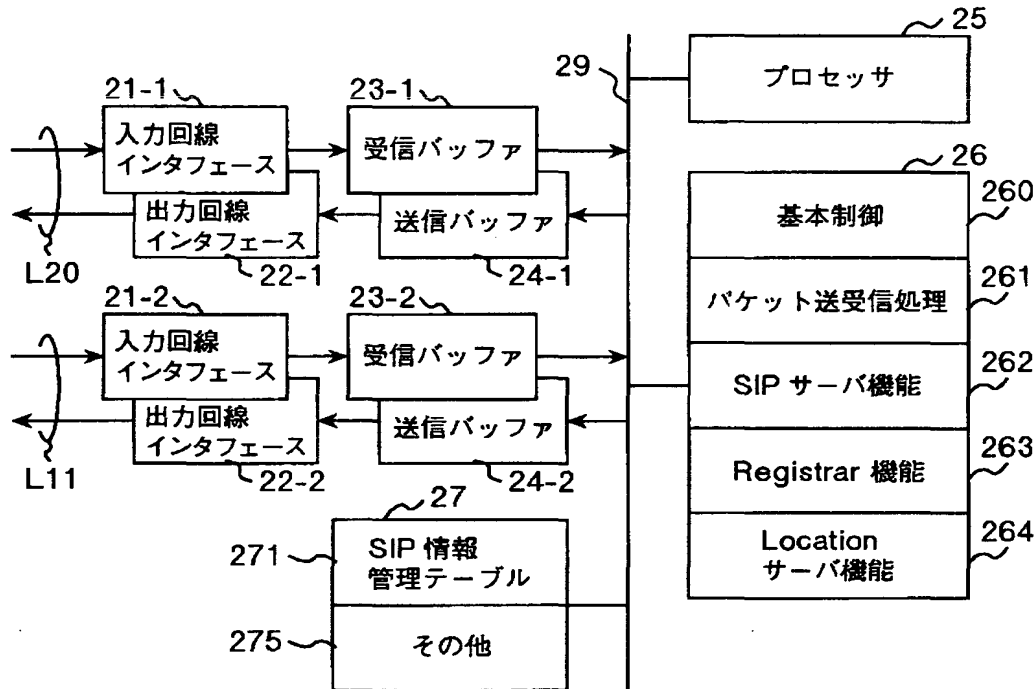 25
プロセッサ
29
21-1
入力回線
インタフェース
23-1
受信バッファ
出力回線
インタフェース
22-1
送信バッファ
24-1
L20
21-2
入力回線
インタフェース
23-2
受信バッファ
出力回線
インタフェース
22-2
送信バッファ
24-2
L11
26
基本制御
260
パケット送受信処理
261
SIP サーバ機能
262
Registrar 機能
263
Location
サーバ機能
264
27
271
SIP 情報
管理テーブル
275
その他